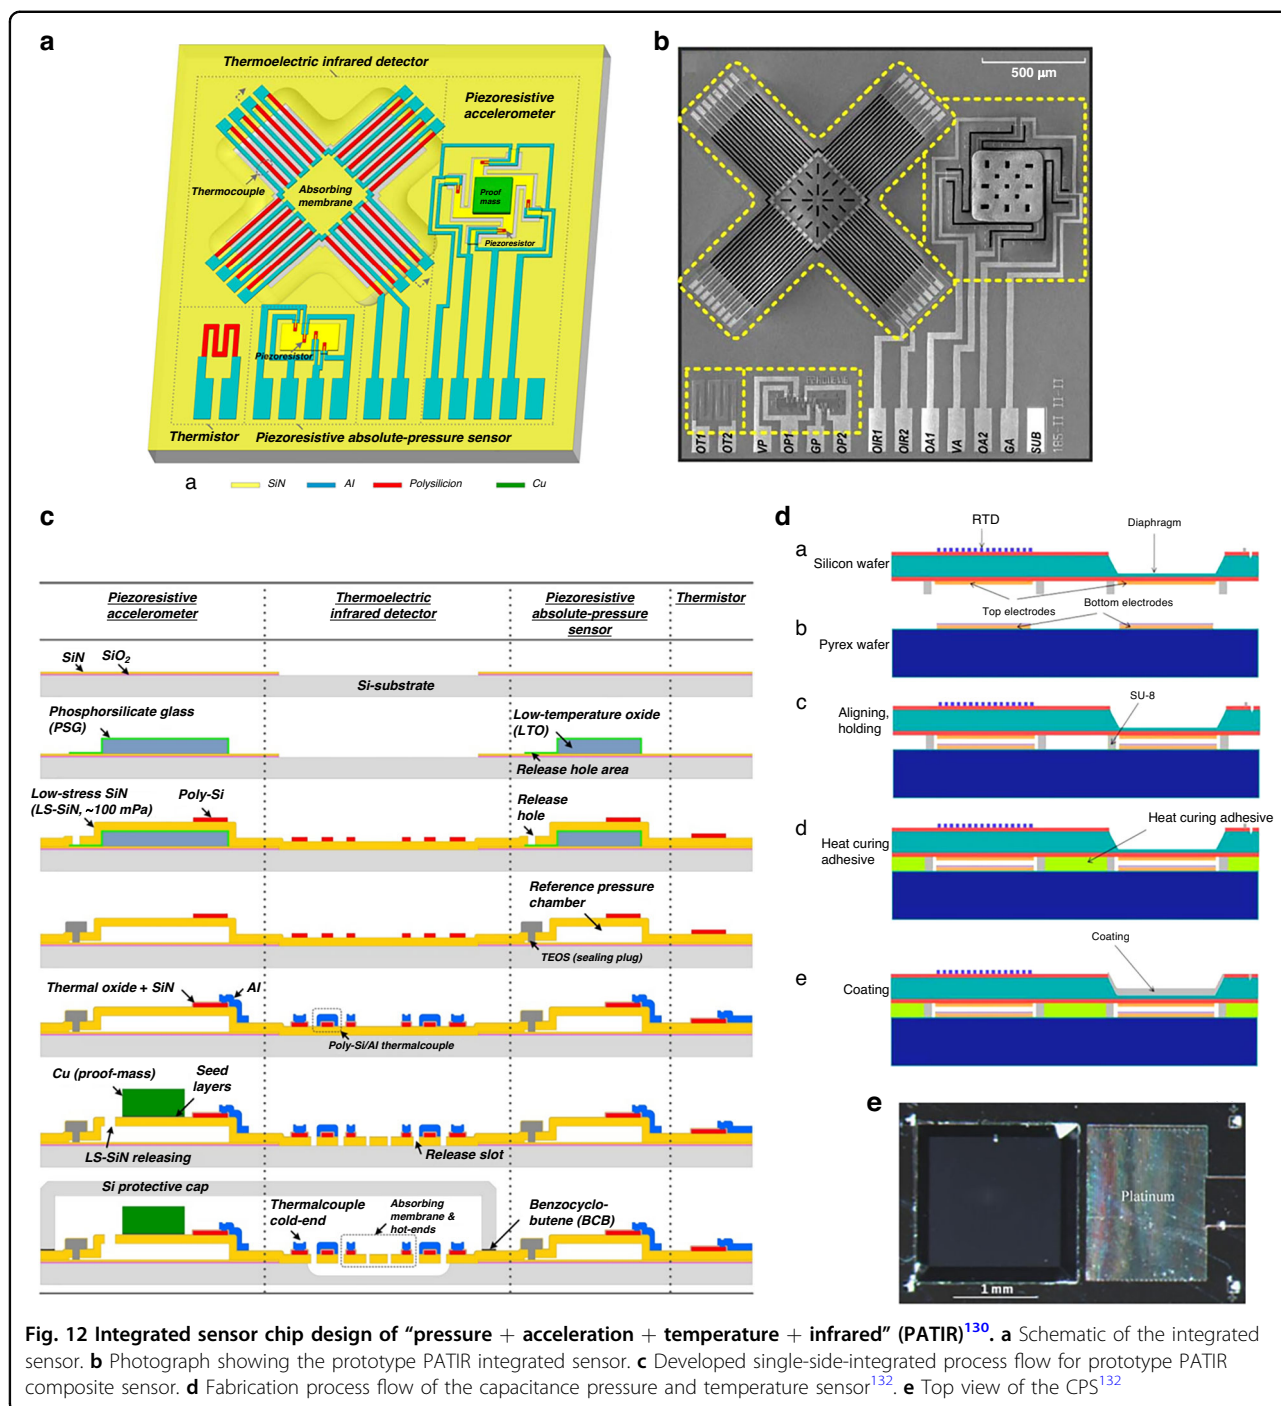 a
Thermoelectric infrared detector
Piezoresistive
accelerometer
Thermocouple
Absorbing
membrane
Proof
mass
Piezoresistor
Piezoresistor
Thermistor
Piezoresistive absolute-pressure sensor
a
SiN
Al
Polysilicion
Cu
b
500 µm
OT1
OT2
VP
OP1
GP
OP2
OIR1
OIR2
OA1
VA
OA2
GA
SUB
c
Piezoresistive
accelerometer
Thermoelectric
infrared detector
Piezoresistive
absolute-pressure
sensor
Thermistor
SiN
SiO2
Si-substrate
Phosphorsilicate glass
(PSG)
Low-temperature oxide
(LTO)
Release hole area
Low-stress SiN
(LS-SiN, ~100 mPa)
Poly-Si
Release
hole
Reference pressure
chamber
TEOS (sealing plug)
Thermal oxide + SiN
Al
Poly-Si/Al thermalcouple
Cu (proof-mass)
Seed
layers
LS-SiN releasing
Release slot
Si protective cap
Thermalcouple
cold-end
Absorbing
membrane &
hot-ends
Benzocyclo-
butene (BCB)
d
RTD
Diaphragm
a
Silicon wafer
Top electrodes
Bottom electrodes
b
Pyrex wafer
c
SU-8
Aligning,
holding
d
Heat curing adhesive
Heat curing
adhesive
Coating
e
Coating
e
Platinum
1 mm
Fig. 12 Integrated sensor chip design of “pressure + acceleration + temperature + infrared” (PATIR)130. a Schematic of the integrated
sensor. b Photograph showing the prototype PATIR integrated sensor. c Developed single-side-integrated process flow for prototype PATIR
composite sensor. d Fabrication process flow of the capacitance pressure and temperature sensor132. e Top view of the CPS132